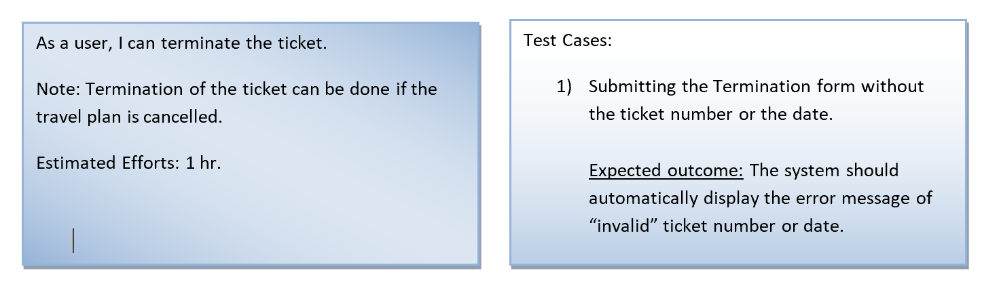 As a user, I can terminate the ticket.
Note: Termination of the ticket can be done if the
travel plan is cancelled.
Estimated Efforts: 1 hr.
Test Cases:
1) Submitting the Termination form without
the ticket number or the date.
Expected outcome: The system should
automatically display the error message of
“invalid” ticket number or date.